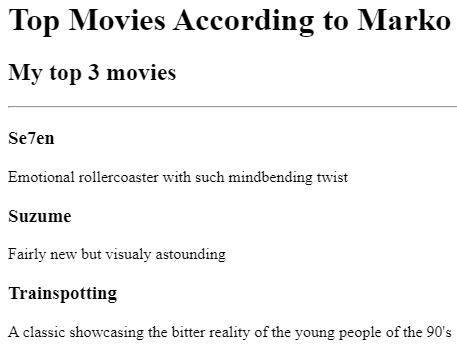 Top Movies According to Marko
My top 3 movies
Se7en
Emotional rollercoaster with such mindbending twist
Suzume
Fairly new but visualy astounding
Trainspotting
A classic showcasing the bitter reality of the young people of the 90's